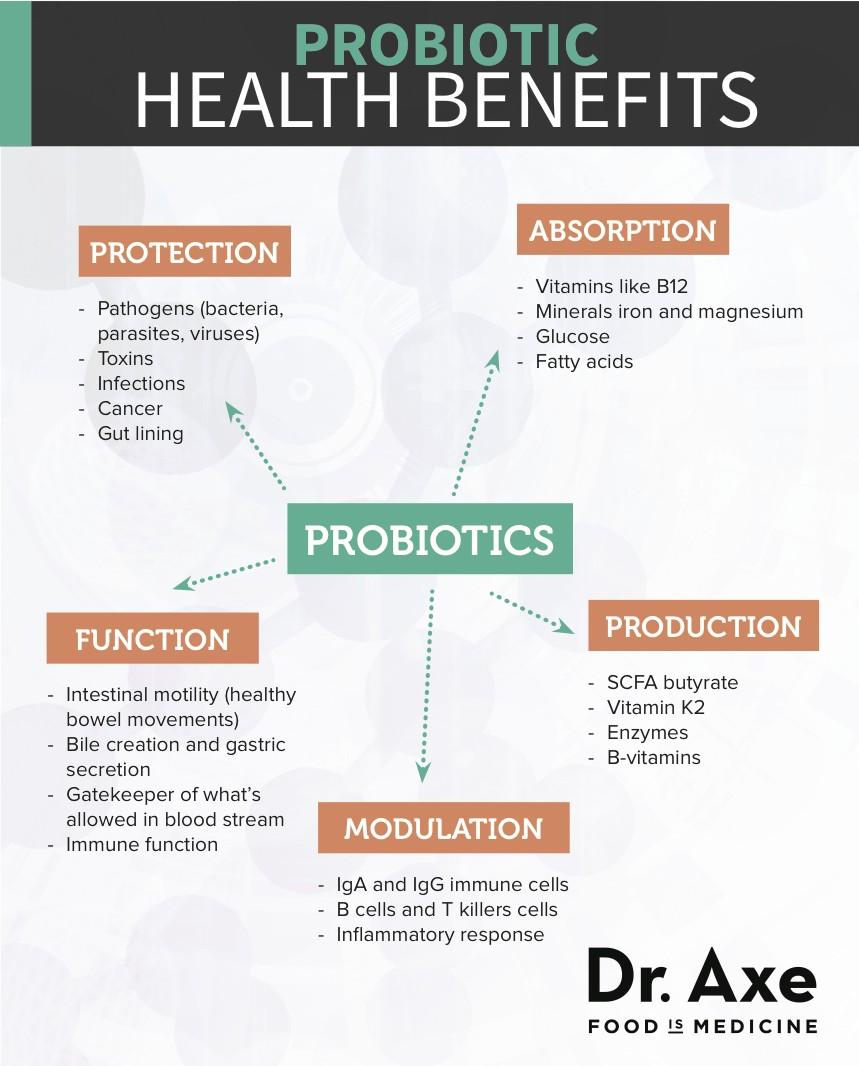 PROBIOTIC
HEALTH BENEFITS
PROTECTION
- Pathogens (bacteria,
parasites, viruses)
- Toxins
- Infections
- Cancer
- Gut lining
ABSORPTION
- Vitamins like B12
- Minerals iron and magnesium
- Glucose
- Fatty acids
PROBIOTICS
FUNCTION
- Intestinal motility (healthy
bowel movements)
- Bile creation and gastric
secretion
- Gatekeeper of what's
allowed in blood stream
- Immune function
PRODUCTION
- SCFA butyrate
- Vitamin K2
- Enzymes
- B-vitamins
MODULATION
- IgA and IgG immune cells
- B cells and T killers cells
- Inflammatory response
Dr. Axe
FOOD IS MEDICINE